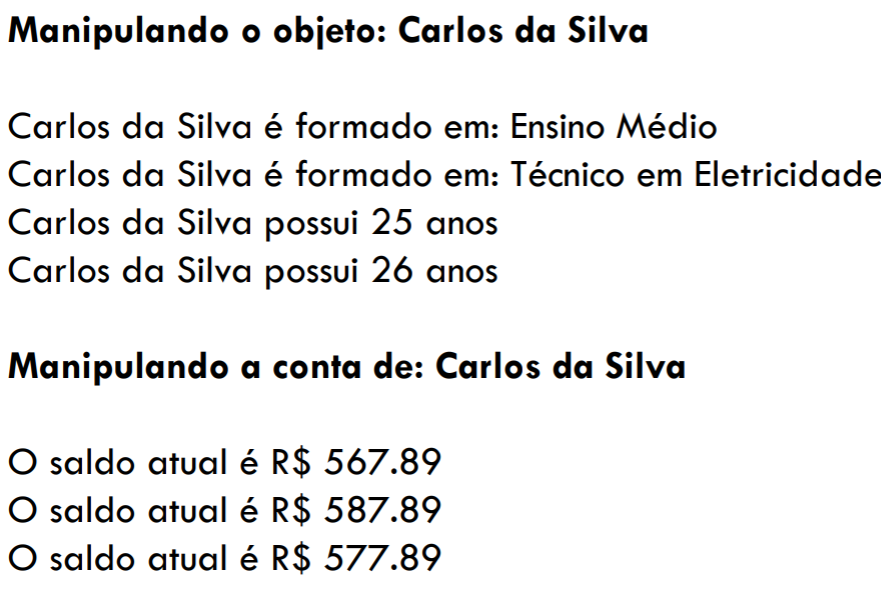 Manipulando o objeto: Carlos da Silva
Carlos da Silva é formado em: Ensino Médio
Carlos da Silva é formado em: Técnico em Eletricidade
Carlos da Silva possui 25 anos
Carlos da Silva possui 26 anos
Manipulando a conta de: Carlos da Silva
O saldo atual é R$ 567.89
O saldo atual é R$ 587.89
O saldo atual é R$ 577.89